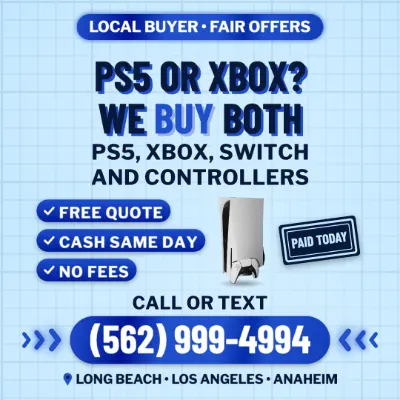 LOCAL BUYER • FAIR OFFERS
PS5 OR XBOX?
WE BUY BOTH
PS5, XBOX, SWITCH
AND CONTROLLERS
FREE QUOTE
CASH SAME DAY
NO FEES
PAID TODAY
CALL OR TEXT
(562) 999-4994
LONG BEACH • LOS ANGELES • ANAHEIM